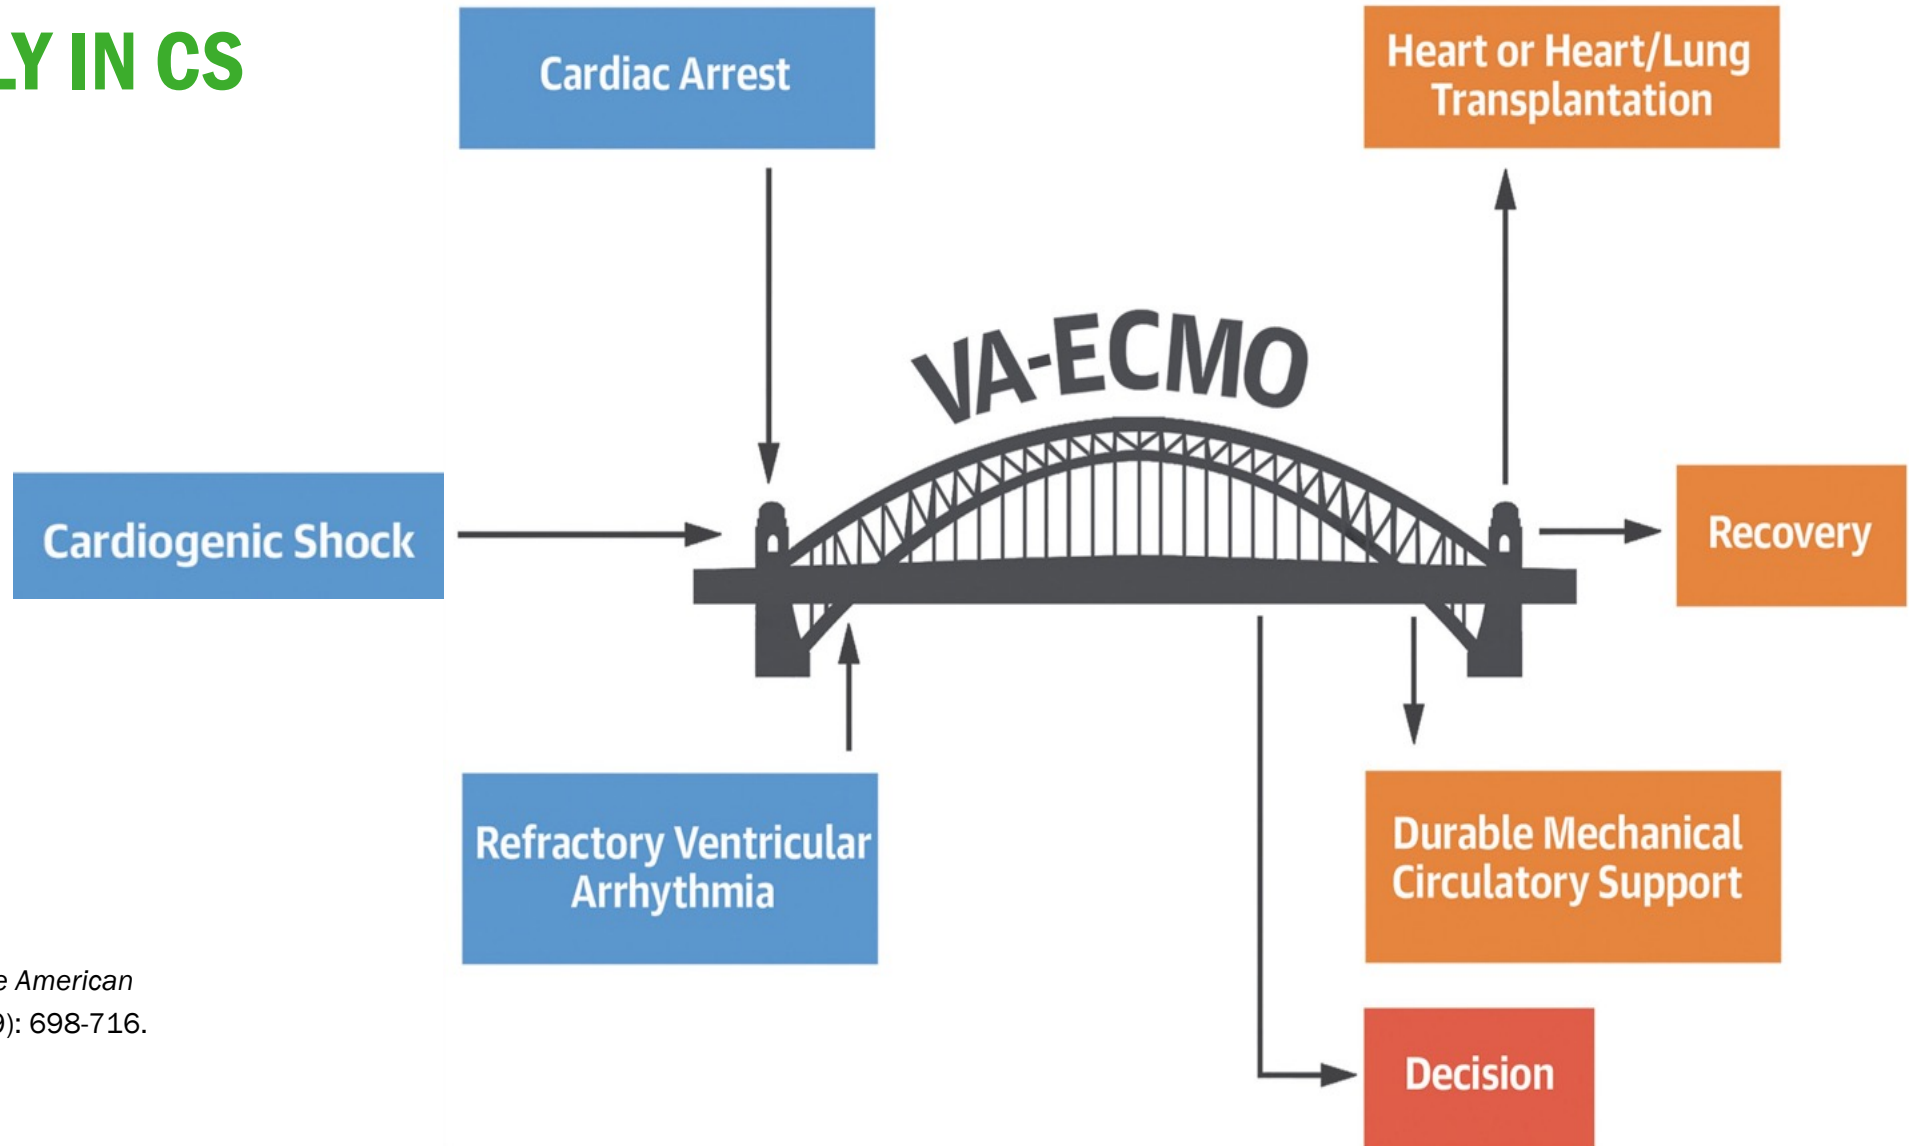 LY IN CS
Cardiac Arrest
Heart or Heart/Lung
Transplantation
VA-ECMO
Cardiogenic Shock
Recovery
Refractory Ventricular
Arrhythmia
Durable Mechanical
Circulatory Support
American
9): 698-716.
Decision